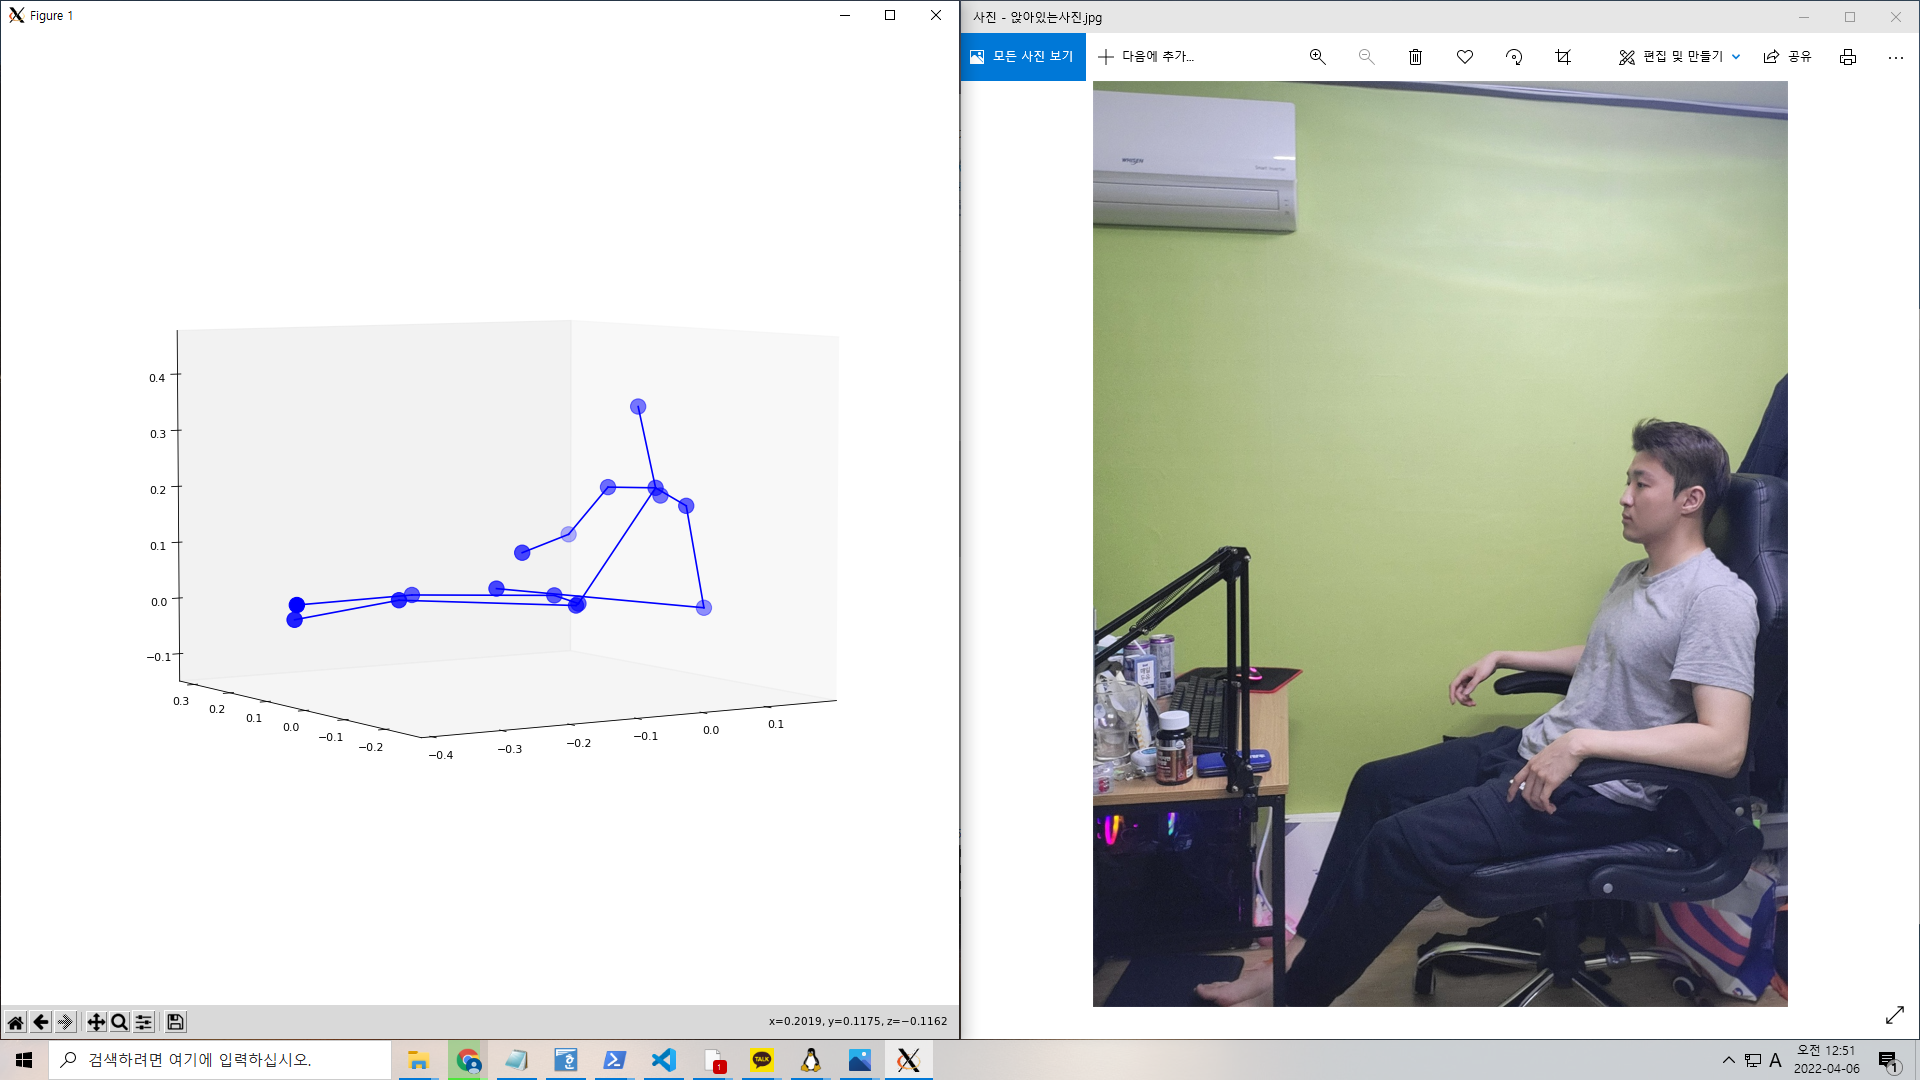 Figure 1
0.4
0.3
0.2
0.1
0.0
−0.1
0.3
0.2
0.1
0.0
−0.1
−0.2
−0.4
−0.3
−0.2
−0.1
0.0
0.1
x=0.2019, y=0.1175, z=−0.1162
사진 - 앉아있는사진.jpg
모든 사진 보기
다음에 추가...
편집 및 만들기
공유
WHISEN
검색하려면 여기에 입력하십시오.
TALK
1
A
오전 12:51
2022-04-06
1